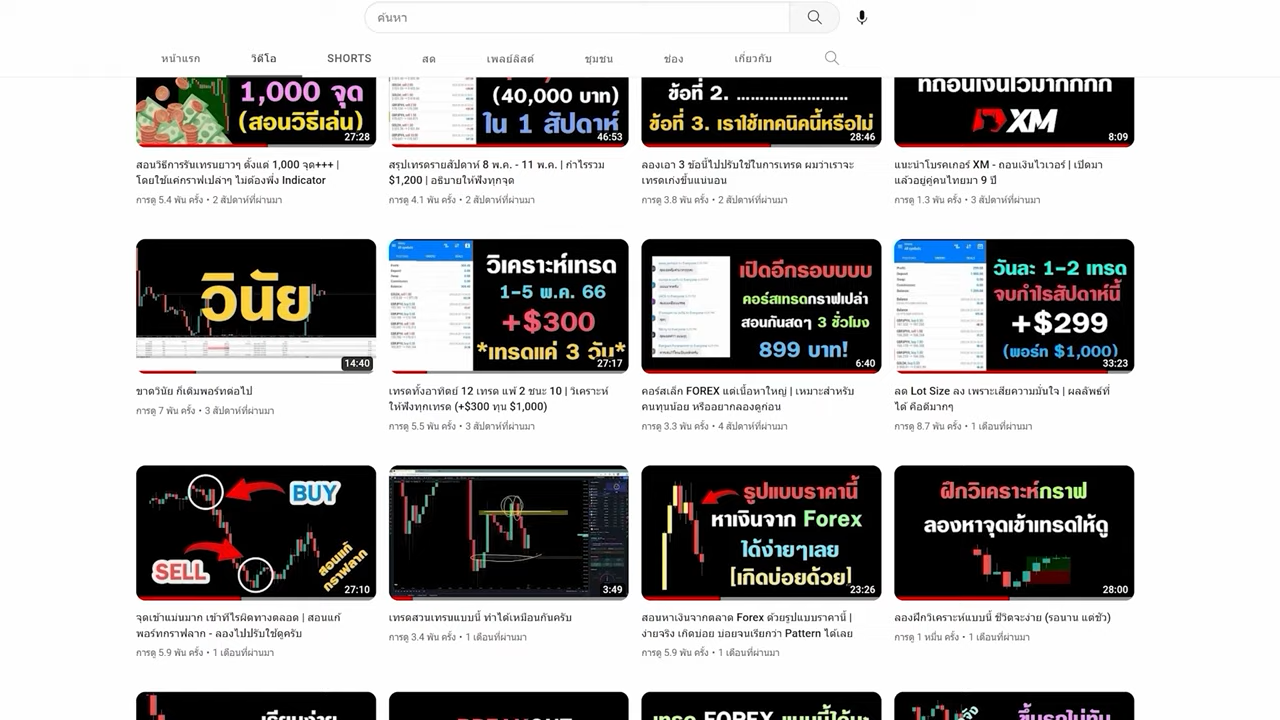 ค้นหา
หน้าแรก วิดีโอ SHORTS สด เพลย์ลิสต์ ชุมชน ช่อง เกี่ยวกับ
1,000 จุด
(สอนวิธีเล่น)
27:28
(40,000 บาท)
ใน 1 สัปดาห์
46:53
ข้อที่ 2. .......................
ข้อที่ 3. เราใช้เทคนิคนี้หรือไม่
28:46
ที่ถอนเงินไวมากกก
XM
8:09
สอนวิธีการรันเทรนยาวๆ ตั้งแต่ 1,000 จุด+++ |
โดยใช้แค่กราฟเปล่าๆ ไม่ต้องพึ่ง Indicator
การดู 5.4 พัน ครั้ง • 2 สัปดาห์ที่ผ่านมา
สรุปเทรดรายสัปดาห์ 8 พ.ค. - 11 พ.ค. | กำไรรวม
$1,200 | อธิบายให้ฟังทุกจุด
การดู 4.1 พัน ครั้ง • 2 สัปดาห์ที่ผ่านมา
ลองเอา 3 ข้อนี้ไปปรับใช้ในการเทรด ผมว่าเราจะ
เทรดเก่งขึ้นแน่นอน
การดู 3.8 พัน ครั้ง • 2 สัปดาห์ที่ผ่านมา
แนะนำโบรคเกอร์ XM - ถอนเงินไวเวอร์ | เปิดมา
แล้วอยู่คู่คนไทยมา 9 ปี
การดู 1.3 พัน ครั้ง • 3 สัปดาห์ที่ผ่านมา
วินัย
14:40
วิเคราะห์เทรด
1-5 พ.ค. 66
+$300
*เทรดแค่ 3 วัน*
27:17
เปิดอีกรอบบบบ
คอร์สเทรดกราฟเปล่า
สอนกันสดๆ 3 ชั่วโมง
899 บาท!
6:40
วันละ 1-2 เทรด
จบกำไรสัปดาห์นี้
+$299
(พอร์ท $1,000)
33:23
ขาดวินัย ก็เติมพอร์ทต่อไป
การดู 7 พัน ครั้ง • 3 สัปดาห์ที่ผ่านมา
เทรดทั้งอาทิตย์ 12 เทรด แพ้ 2 ชนะ 10 | วิเคราะห์
ให้ฟังทุกเทรด (+$300 ทุน $1,000)
การดู 5.5 พัน ครั้ง • 3 สัปดาห์ที่ผ่านมา
คอร์สเล็ก FOREX แต่เนื้อหาใหญ่ | เหมาะสำหรับ
คนทุนน้อย หรืออยากลองดูก่อน
การดู 3.3 พัน ครั้ง • 4 สัปดาห์ที่ผ่านมา
ลด Lot Size ลง เพราะเสียความมั่นใจ | ผลลัพธ์ที่
ได้ คือดีมากๆ
การดู 8.7 พัน ครั้ง • 1 เดือนที่ผ่านมา
BUY
SELL
สอนแก้
กราฟลาก
27:10
3:49
รูปแบบราคานี้
หาเงินจาก Forex
ได้ง่ายๆเลย
[เกิดบ่อยด้วย]
23:26
ฝึกวิเคราะห์กราฟ
ลองหาจุดเข้าเทรดให้ดู
28:00
จุดเข้าแม่นมาก เข้าที่ไรผิดทางตลอด | สอนแก้
พอร์ทกราฟลาก - ลองไปปรับใช้ดูครับ
การดู 5.9 พัน ครั้ง • 1 เดือนที่ผ่านมา
เทรดสวนเทรนแบบนี้ ทำได้เหมือนกันครับ
การดู 3.4 พัน ครั้ง • 1 เดือนที่ผ่านมา
สอนหาเงินจากตลาด Forex ด้วยรูปแบบราคานี้ |
ง่ายจริง เกิดบ่อย บ่อยจนเรียกว่า Pattern ได้เลย
การดู 5.9 พัน ครั้ง • 1 เดือนที่ผ่านมา
ลองฝึกวิเคราะห์แบบนี้ ชีวิตจะง่าย (รอนาน แต่ชัว)
การดู 1 หมื่น ครั้ง • 1 เดือนที่ผ่านมา
เรียบง่าย
BREAKOUT
เทรด FOREX แบบนี้นะ
ขึ้นรถไม่ทัน